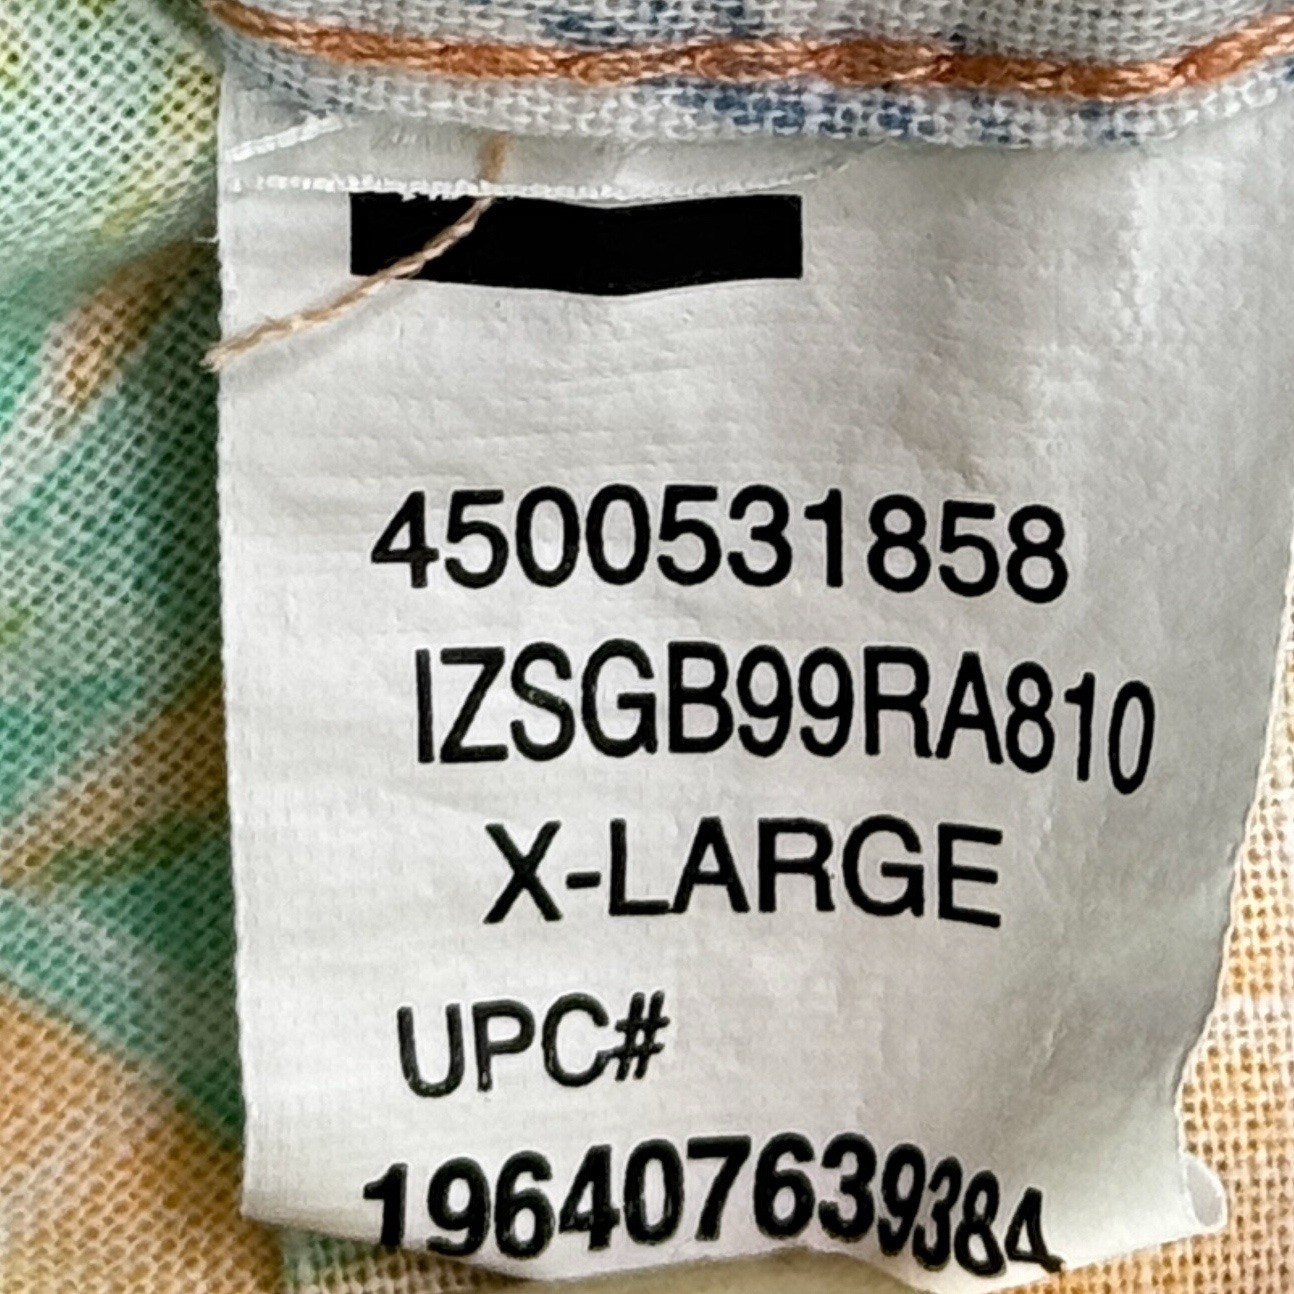 4500531858
IZSGB99RA810
X-LARGE
UPC#
196407639384